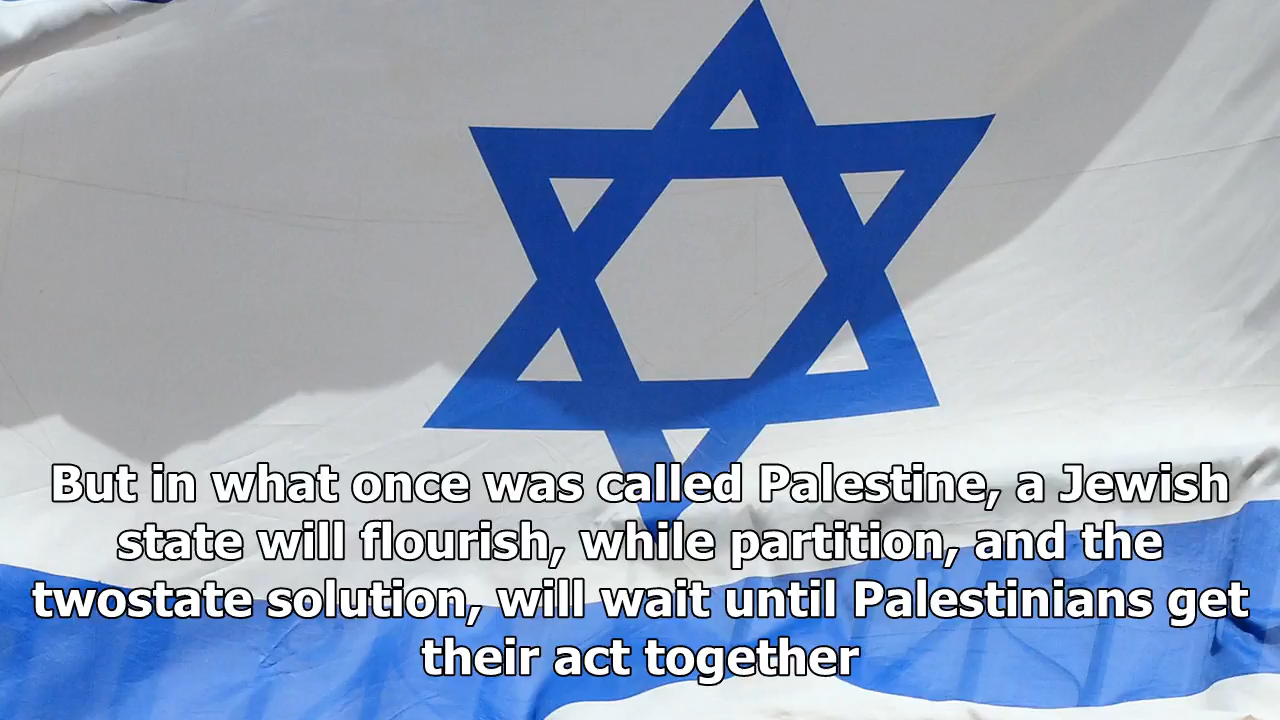 But in what once was called Palestine, a Jewish
state will flourish, while partition, and the
twostate solution, will wait until Palestinians get
their act together